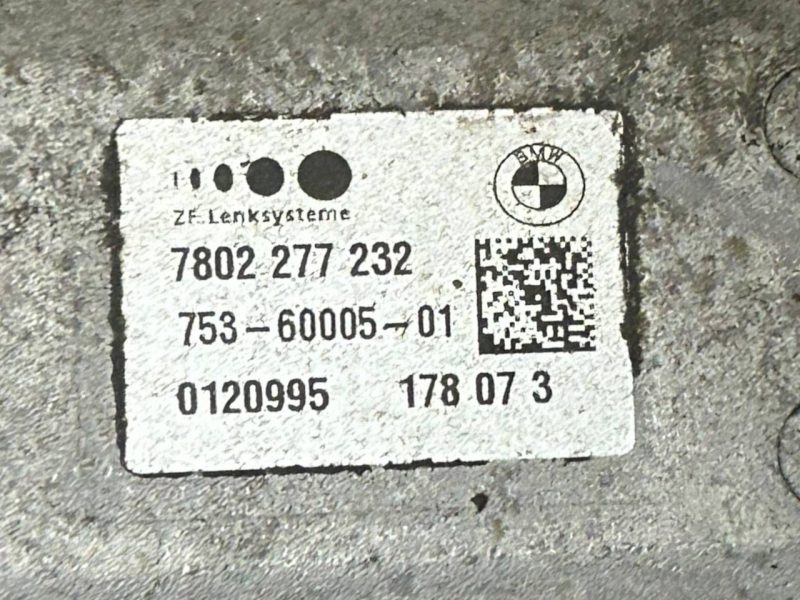 ZF Lenksysteme
BMW
7802 277 232
753-60005-01
0120995 178 07 3